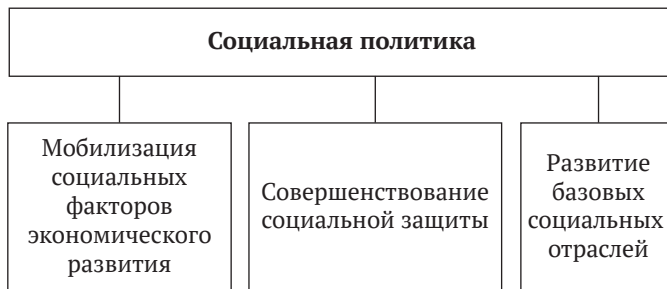 Социальная политика
Мобилизация
социальных
факторов
экономического
развития
Совершенствование
социальной защиты
Развитие
базовых
социальных
отраслей